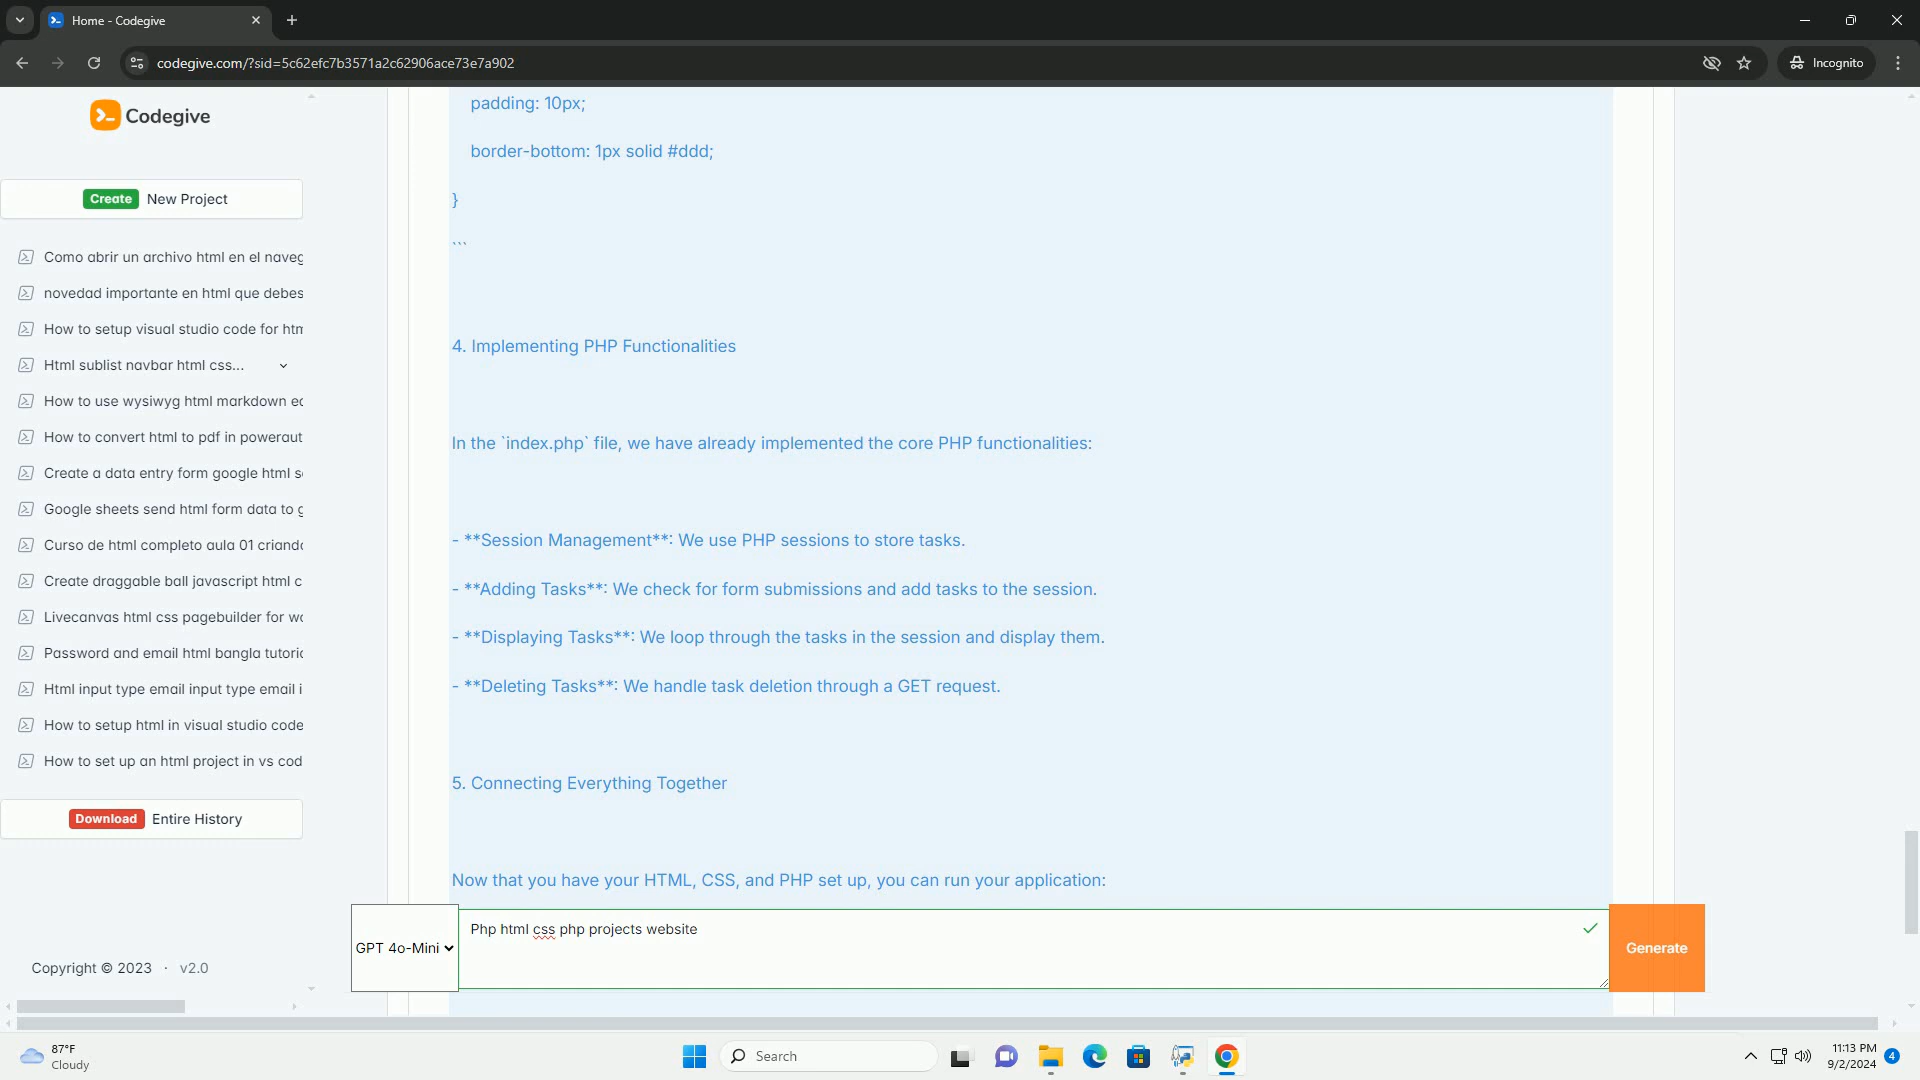 Home - Codegive
codegive.com/?sid=5c62efc7b3571a2c62906ace73e7a902
Incognito
Codegive
Create New Project
Como abrir un archivo html en el naveg
novedad importante en html que debes
How to setup visual studio code for htm
Html sublist navbar html css...
How to use wysiwyg html markdown ed
How to convert html to pdf in poweraut
Create a data entry form google html s
Google sheets send html form data to g
Curso de html completo aula 01 criando
Create draggable ball javascript html c
Livecanvas html css pagebuilder for wo
Password and email html bangla tutoria
Html input type email input type email i
How to setup html in visual studio code
How to set up an html project in vs cod
Download Entire History
Copyright © 2023 · v2.0
padding: 10px;
border-bottom: 1px solid #ddd;
}
```
4. Implementing PHP Functionalities
In the `index.php` file, we have already implemented the core PHP functionalities:
- **Session Management**: We use PHP sessions to store tasks.
- **Adding Tasks**: We check for form submissions and add tasks to the session.
- **Displaying Tasks**: We loop through the tasks in the session and display them.
- **Deleting Tasks**: We handle task deletion through a GET request.
5. Connecting Everything Together
Now that you have your HTML, CSS, and PHP set up, you can run your application:
GPT 4o-Mini
Php html css php projects website
Generate
87°F
Cloudy
Search
11:13 PM
9/2/2024
4